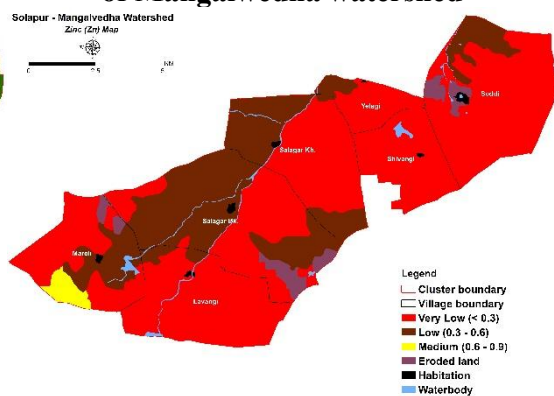 of Mangalwedha watershed
Solapur - Mangalvedha Watershed
Zinc (Zn) Map
0 2.5 5
KM
Soddi
Yelagi
Shivangi
Salagar Kh.
Salagar BK.
Maroli
Lavangi
Legend
Cluster boundary
Village boundary
Very Low (< 0.3)
Low (0.3 - 0.6)
Medium (0.6 - 0.9)
Eroded land
Habitation
Waterbody